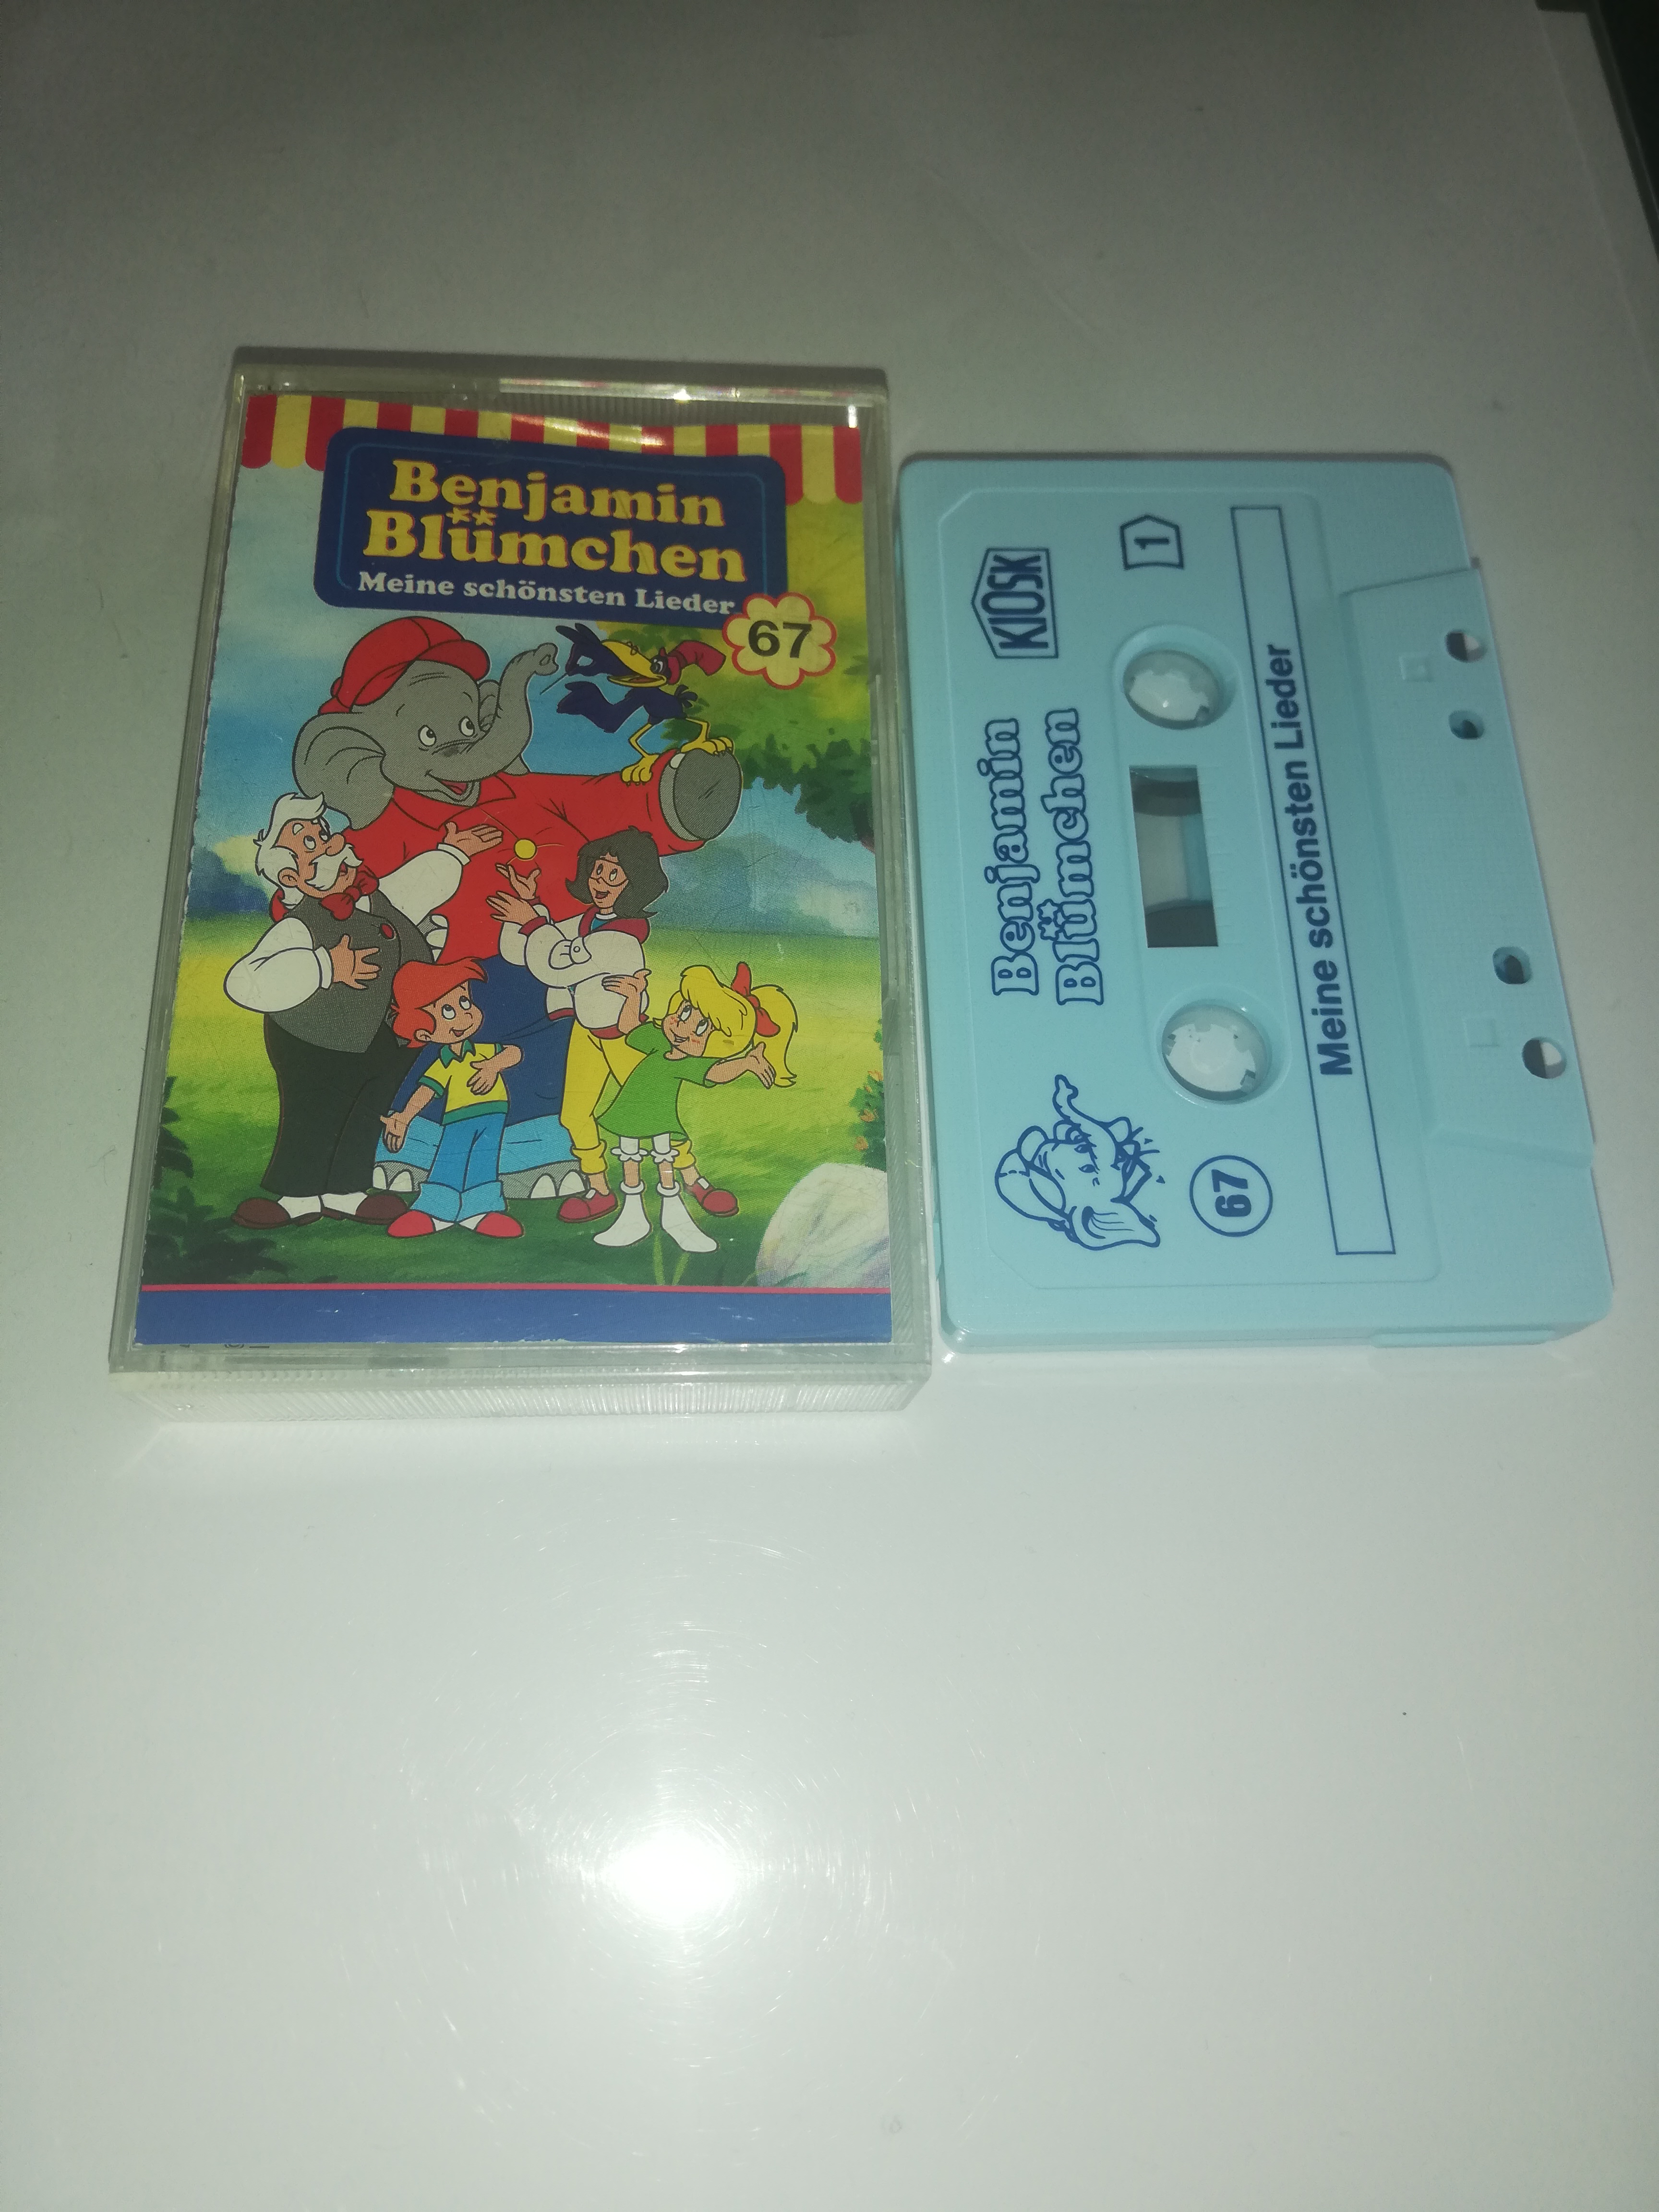 Benjamin
Blümchen
Meine schönsten Lieder
67
KIOSK
1
Benjamin
Blümchen
67
Meine schönsten Lieder